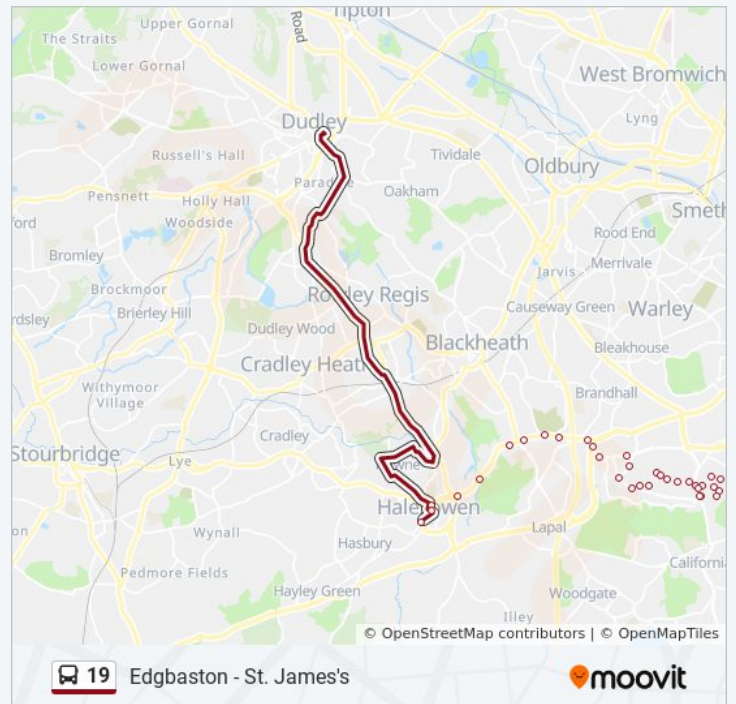 Tipton
Upper Gornal
Road
The Straits
Lower Gornal
West Bromwich
Dudley
Lyng
Russell's Hall
Tividale
Oldbury
Pensnett
Oakham
Holly Hall
Woodside
Smeth
Rood End
Bromley
Merrivale
Jarvis
Brockmoor
Rowley Regis
Causeway Green
Warley
rdsley
Brierley Hill
Dudley Wood
Blackheath
Bleakhouse
Cradley Heath
Withymoor
Village
Brandhall
Cradley
Stourbridge
Lye
Halesowen
Wynall
Lapal
Hasbury
Californi
Pedmore Fields
Hayley Green
Woodgate
Illey
© OpenStreetMap contributors | © OpenMapTiles
19 Edgbaston - St. James's
moovit